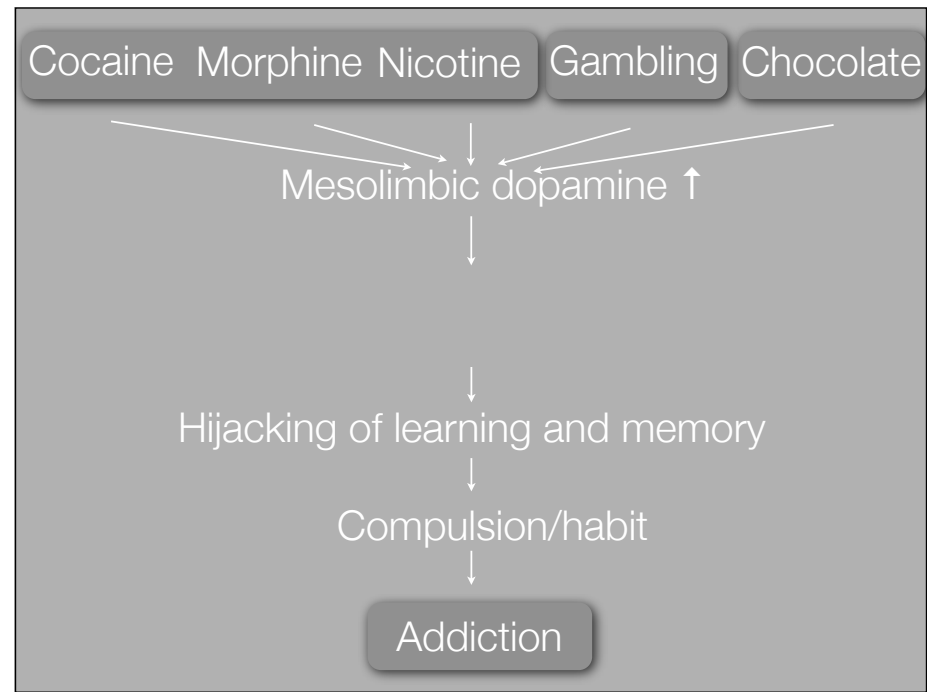 Cocaine Morphine Nicotine Gambling Chocolate
Mesolimbic dopamine ↑
Hijacking of learning and memory
Compulsion/habit
Addiction